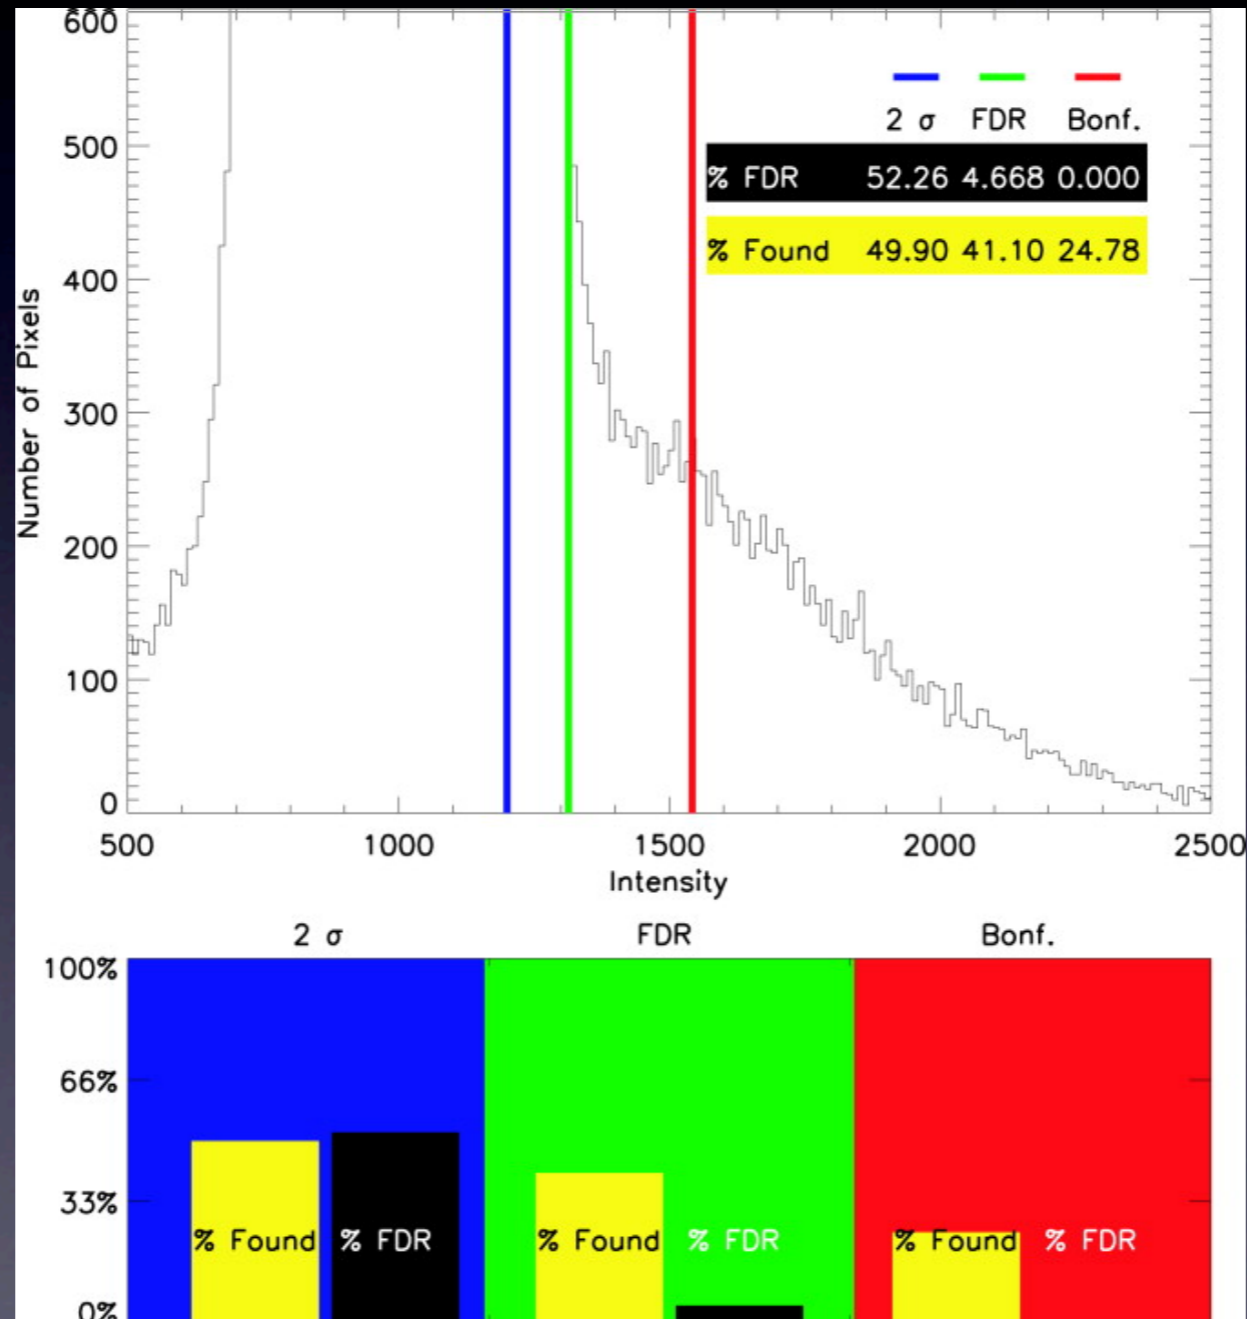 600
500
400
300
200
100
0
Number of Pixels
2 σ FDR Bonf.
% FDR 52.26 4.668 0.000
% Found 49.90 41.10 24.78
500 1000 1500 2000 2500
Intensity
2 σ FDR Bonf.
100%
66%
33%
0%
% Found % FDR % Found % FDR % Found % FDR